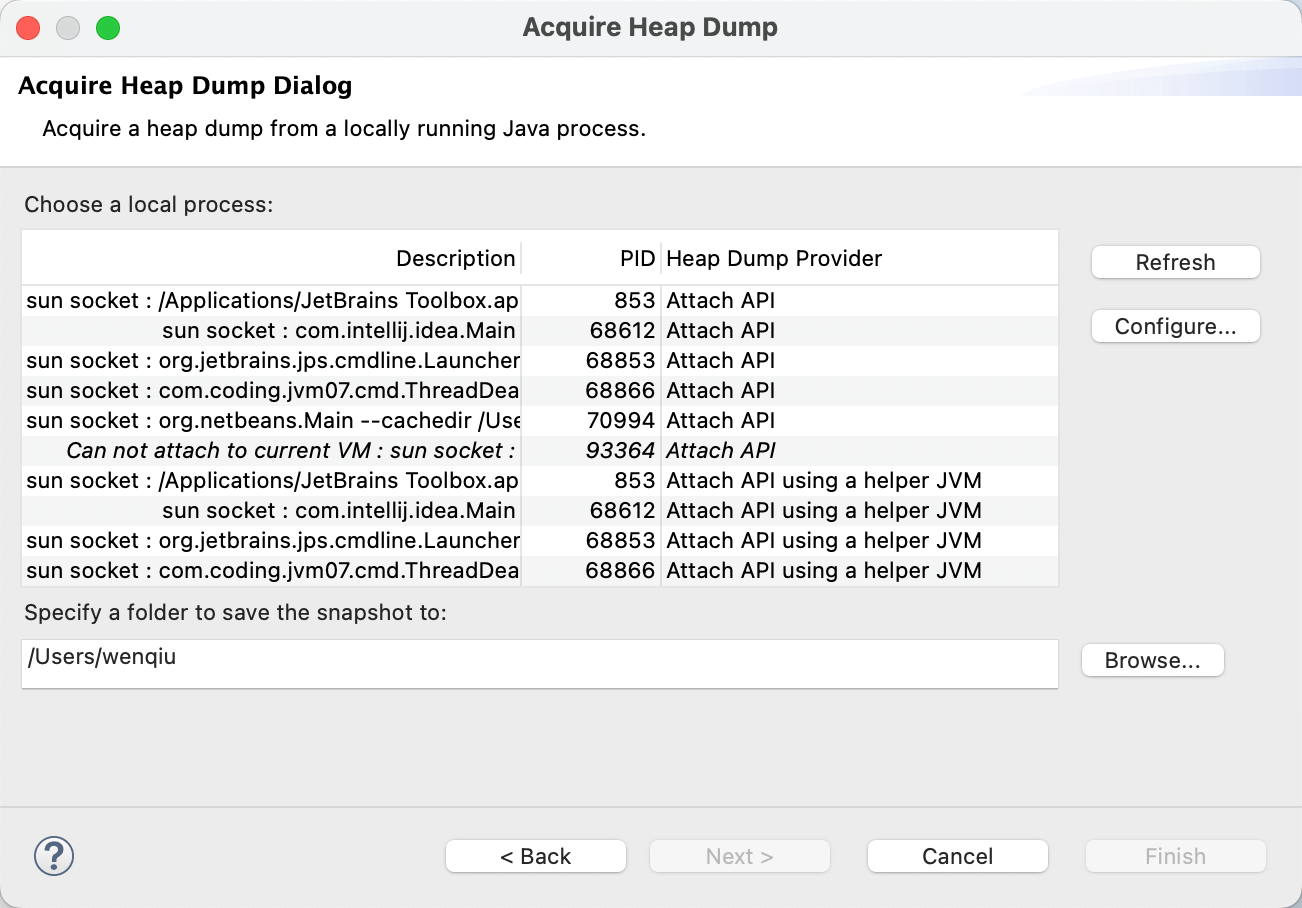 Acquire Heap Dump
Acquire Heap Dump Dialog
Acquire a heap dump from a locally running Java process.
Choose a local process:
Description PID Heap Dump Provider
sun socket : /Applications/JetBrains Toolbox.ap 853 Attach API
sun socket : com.intellij.idea.Main 68612 Attach API
sun socket : org.jetbrains.jps.cmdline.Launcher 68853 Attach API
sun socket : com.coding.jvm07.cmd.ThreadDea 68866 Attach API
sun socket : org.netbeans.Main --cachedir /Use 70994 Attach API
Can not attach to current VM : sun socket : 93364 Attach API
sun socket : /Applications/JetBrains Toolbox.ap 853 Attach API using a helper JVM
sun socket : com.intellij.idea.Main 68612 Attach API using a helper JVM
sun socket : org.jetbrains.jps.cmdline.Launcher 68853 Attach API using a helper JVM
sun socket : com.coding.jvm07.cmd.ThreadDea 68866 Attach API using a helper JVM
Refresh
Configure...
Specify a folder to save the snapshot to:
/Users/wenqiu
Browse...
?
< Back
Next >
Cancel
Finish